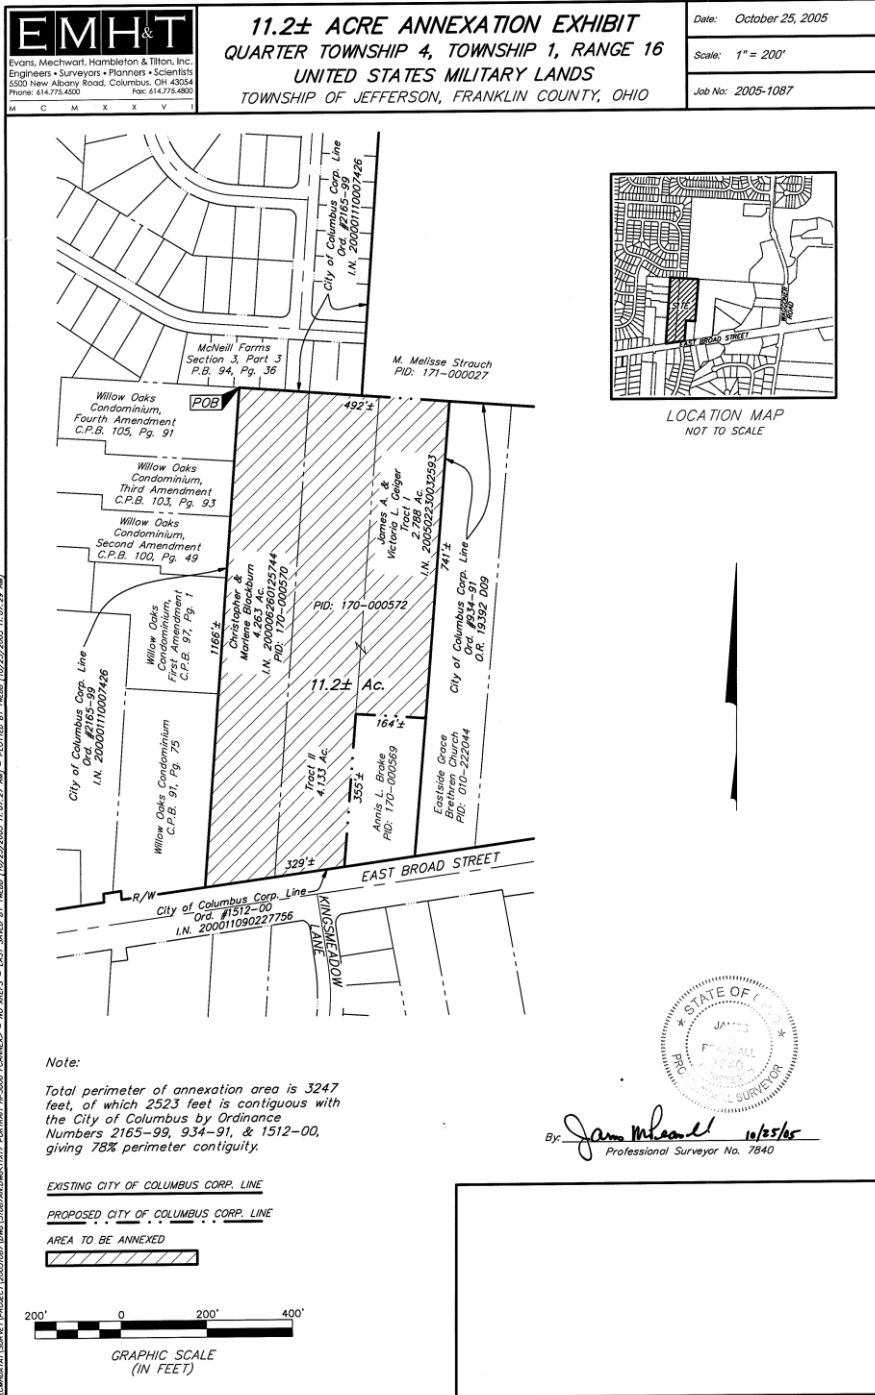 EMH&T
Evans, Mechwart, Hambleton & Tilton, Inc.
Engineers • Surveyors • Planners • Scientists
5500 New Albany Road, Columbus, OH 43054
Phone: 614.775.4500 Fax: 614.775.4800
M C M X X V I
11.2± ACRE ANNEXATION EXHIBIT
QUARTER TOWNSHIP 4, TOWNSHIP 1, RANGE 16
UNITED STATES MILITARY LANDS
TOWNSHIP OF JEFFERSON, FRANKLIN COUNTY, OHIO
Date: October 25, 2005
Scale: 1" = 200'
Job No: 2005-1087
City of Columbus Corp. Line
Ord. #2165-99
I.N. 200001110007426
McNeill Farms
Section 3, Part 3
P.B. 94, Pg. 36
M. Melisse Strauch
PID: 171-000027
SITE
EAST BROAD STREET
ROAD
LOCATION MAP
NOT TO SCALE
Willow Oaks
Condominium,
Fourth Amendment
C.P.B. 105, Pg. 91
POB
492'±
Willow Oaks
Condominium,
Third Amendment
C.P.B. 103, Pg. 93
Willow Oaks
Condominium,
Second Amendment
C.P.B. 100, Pg. 49
James A. &
Victoria L. Geiger
Tract I
2.788 Ac.
I.N. 200502230032593
741'±
City of Columbus Corp. Line
Ord. #934-91
O.R. 19392 D09
Christopher &
Marlene Blackburn
4.263 Ac.
I.N. 200006260125744
PID: 170-000570
PID: 170-000572
Willow Oaks
Condominium,
First Amendment
C.P.B. 97, Pg. 1
1166'±
11.2± Ac.
City of Columbus Corp. Line
Ord. #2165-99
I.N. 200001110007426
Willow Oaks Condominium
C.P.B. 91, Pg. 75
164'±
Tract II
4.133 Ac.
355'±
Annis L. Brake
PID: 170-000569
Eastside Grace
Brethren Church
PID: 010-222044
329'±
EAST BROAD STREET
R/W
City of Columbus Corp. Line
Ord. #1512-00
I.N. 200011090227756
KINGSMEADOW
LANE
Note:
Total perimeter of annexation area is 3247
feet, of which 2523 feet is contiguous with
the City of Columbus by Ordinance
Numbers 2165-99, 934-91, & 1512-00,
giving 78% perimeter contiguity.
STATE OF
JAMES
PROFESSIONAL SURVEYOR
By: 10/25/05
Professional Surveyor No. 7840
EXISTING CITY OF COLUMBUS CORP. LINE
PROPOSED CITY OF COLUMBUS CORP. LINE
AREA TO BE ANNEXED
200' 0 200' 400'
GRAPHIC SCALE
(IN FEET)